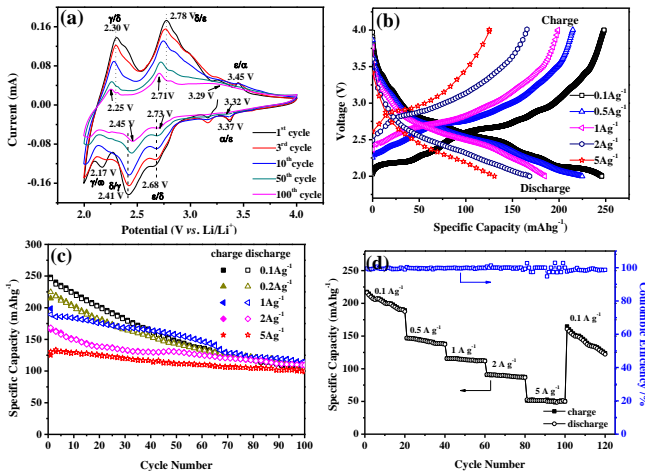 (a)
γ/δ
2.30 V
2.78 V
δ/ε
ε/α
3.45 V
2.25 V
2.71V
3.29 V
2.45 V
2.73 V
3.32 V
3.37 V
α/ε
γ/ω
2.17 V
δ/γ
2.41 V
2.68 V
ε/δ
1st cycle
3rd cycle
10th cycle
50th cycle
100th cycle
0.16
0.08
0.00
-0.08
-0.16
Current (mA)
2.0 2.5 3.0 3.5 4.0
Potential (V vs. Li/Li+)
(b)
Charge
0.1Ag-1
0.5Ag-1
1Ag-1
2Ag-1
5Ag-1
Discharge
4.0
3.5
3.0
2.5
2.0
Voltage (V)
0 50 100 150 200 250
Specific Capacity (mAhg-1)
(c)
charge discharge
0.1Ag-1
0.2Ag-1
1Ag-1
2Ag-1
5Ag-1
300
250
200
150
100
50
0
Specific Capacity (mAhg-1)
0 10 20 30 40 50 60 70 80 90 100
Cycle Number
(d)
0.1 A g-1
0.5 A g-1
1 A g-1
2 A g-1
5 A g-1
0.1 A g-1
charge
discharge
250
200
150
100
50
0
Specific Capacity (mAhg-1)
100
80
60
40
20
0
Coulombic Efficiency /%
0 20 40 60 80 100 120
Cycle Number